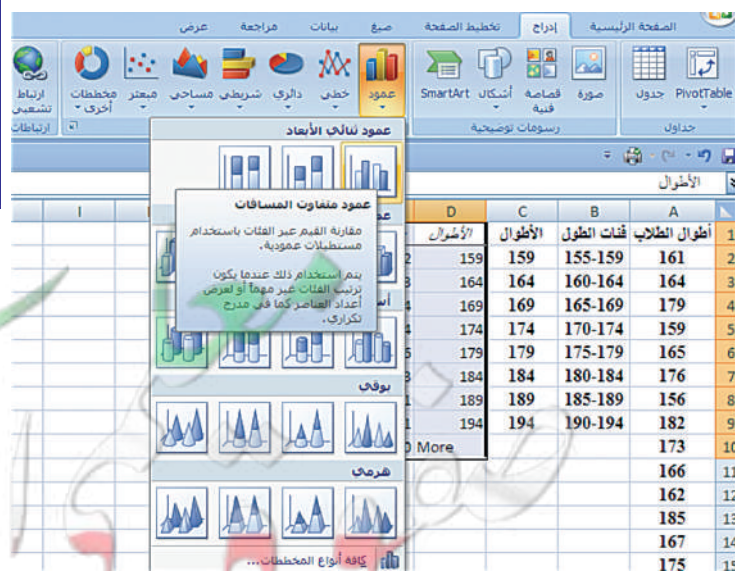 الصفحة الرئيسية إدراج تخطيط الصفحة صيغ بيانات مراجعة عرض
PivotTable جدول صورة قصاصة فنية أشكال SmartArt عمود خطي دائري شريطي مساحي مبعثر مخططات أخرى ارتباط تشعبي
جداول رسومات توضيحية ارتباطات
عمود ثنائي الأبعاد
الأطوال
عمود متفاوت المسافات
مقارنة القيم عبر الفئات باستخدام
مستطيلات عمودية.
يتم استخدام ذلك عندما يكون
ترتيب الفئات غير مهماً أو لعرض
أعداد العناصر كما في مدرج
تكراري.
بوقي
هرمي
كافة أنواع المخططات...
A B C D I
1 أطوال الطلاب فئات الطول الأطوال الأطوال
2 161 155-159 159 159
3 164 160-164 164 164
4 179 165-169 169 169
5 159 170-174 174 174
6 165 175-179 179 179
7 176 180-184 184 184
8 156 185-189 189 189
9 182 190-194 194 194
10 173 More
11 166
12 162
13 185
14 167
15 175